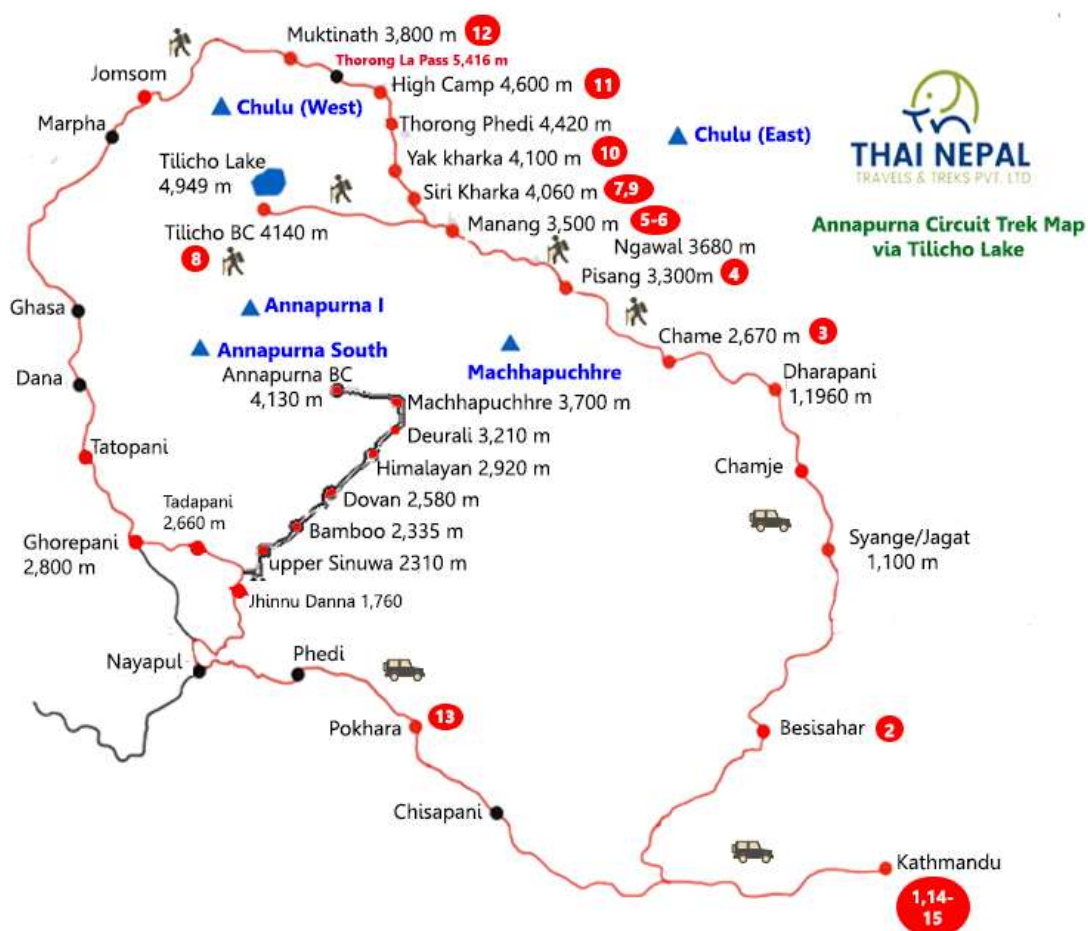 Muktinath 3,800 m 12
Thorong La Pass 5,416 m
Jomsom
High Camp 4,600 m 11
Chulu (West)
Marpha
Thorong Phedi 4,420 m
Chulu (East)
THAI NEPAL
TRAVELS & TREKS PVT. LTD
Tilicho Lake
4,949 m
Yak kharka 4,100 m 10
Siri Kharka 4,060 m 7,9
Manang 3,500 m 5-6
Annapurna Circuit Trek Map
via Tilicho Lake
Tilicho BC 4140 m
8
Ngawal 3680 m
Pisang 3,300m 4
Ghasa
Annapurna I
Chame 2,670 m 3
Annapurna South
Machhapuchhre
Dana
Annapurna BC
4,130 m
Dharapani
1,1960 m
Machhapuchhre 3,700 m
Deurali 3,210 m
Tatopani
Himalayan 2,920 m
Chamje
Dovan 2,580 m
Tadapani
2,660 m
Bamboo 2,335 m
Ghorepani
2,800 m
Syange/Jagat
1,100 m
upper Sinuwa 2310 m
Jhinnu Danna 1,760
Nayapul
Phedi
Pokhara 13
Besisahar 2
Chisapani
Kathmandu
1,14-
15